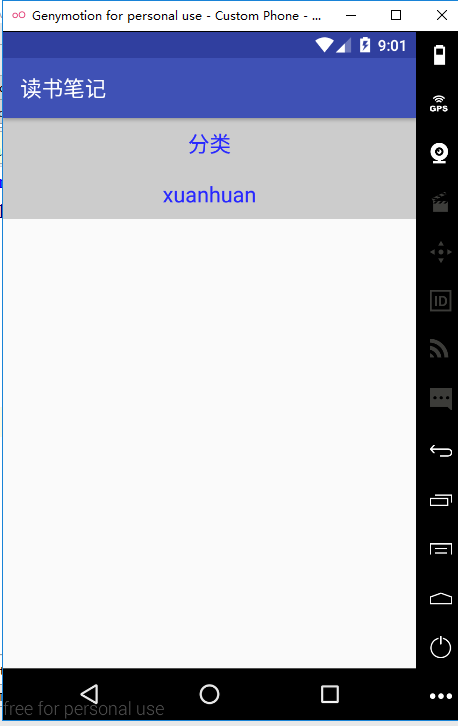 Genymotion for personal use - Custom Phone - ...
9:01
读书笔记
GPS
分类
xuanhuan
ID
free for personal use